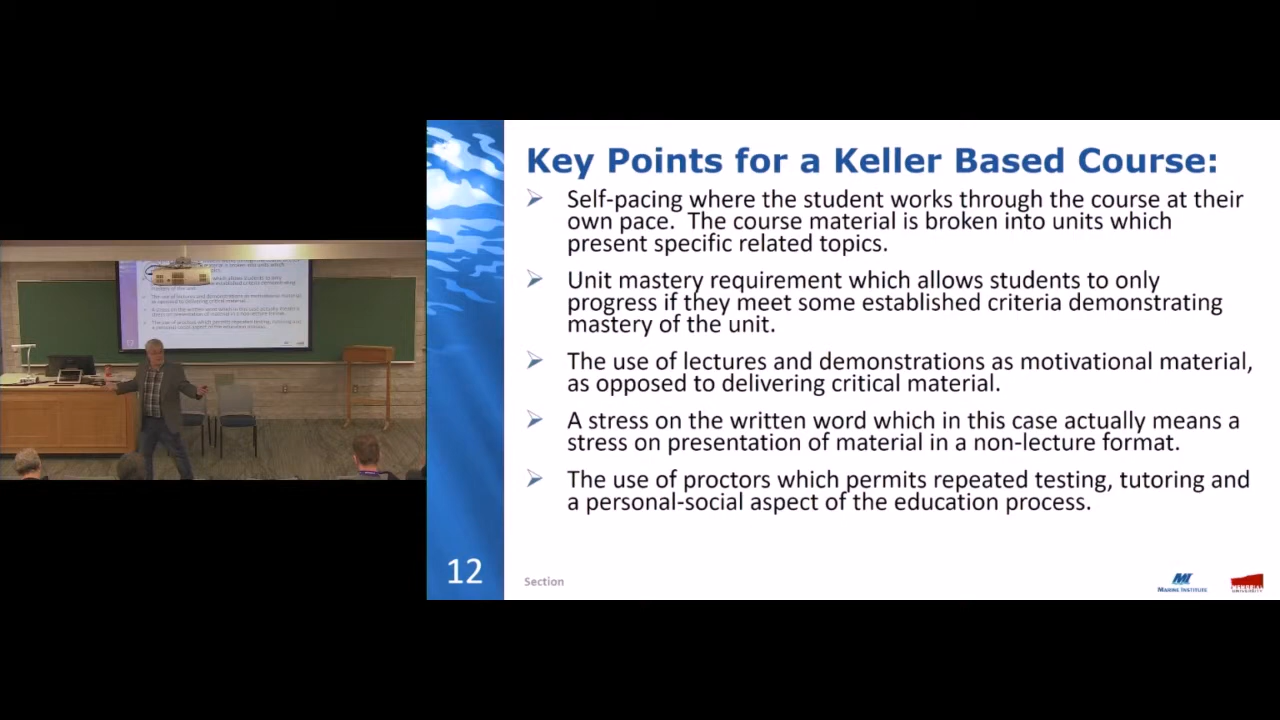 Key Points for a Keller Based Course:
Self-pacing where the student works through the course at their
own pace. The course material is broken into units which
present specific related topics.
Unit mastery requirement which allows students to only
progress if they meet some established criteria demonstrating
mastery of the unit.
The use of lectures and demonstrations as motivational material,
as opposed to delivering critical material.
A stress on the written word which in this case actually means a
stress on presentation of material in a non-lecture format.
The use of proctors which permits repeated testing, tutoring and
a personal-social aspect of the education process.
12
Section
MI
MARINE INSTITUTE
MEMORIAL
UNIVERSITY